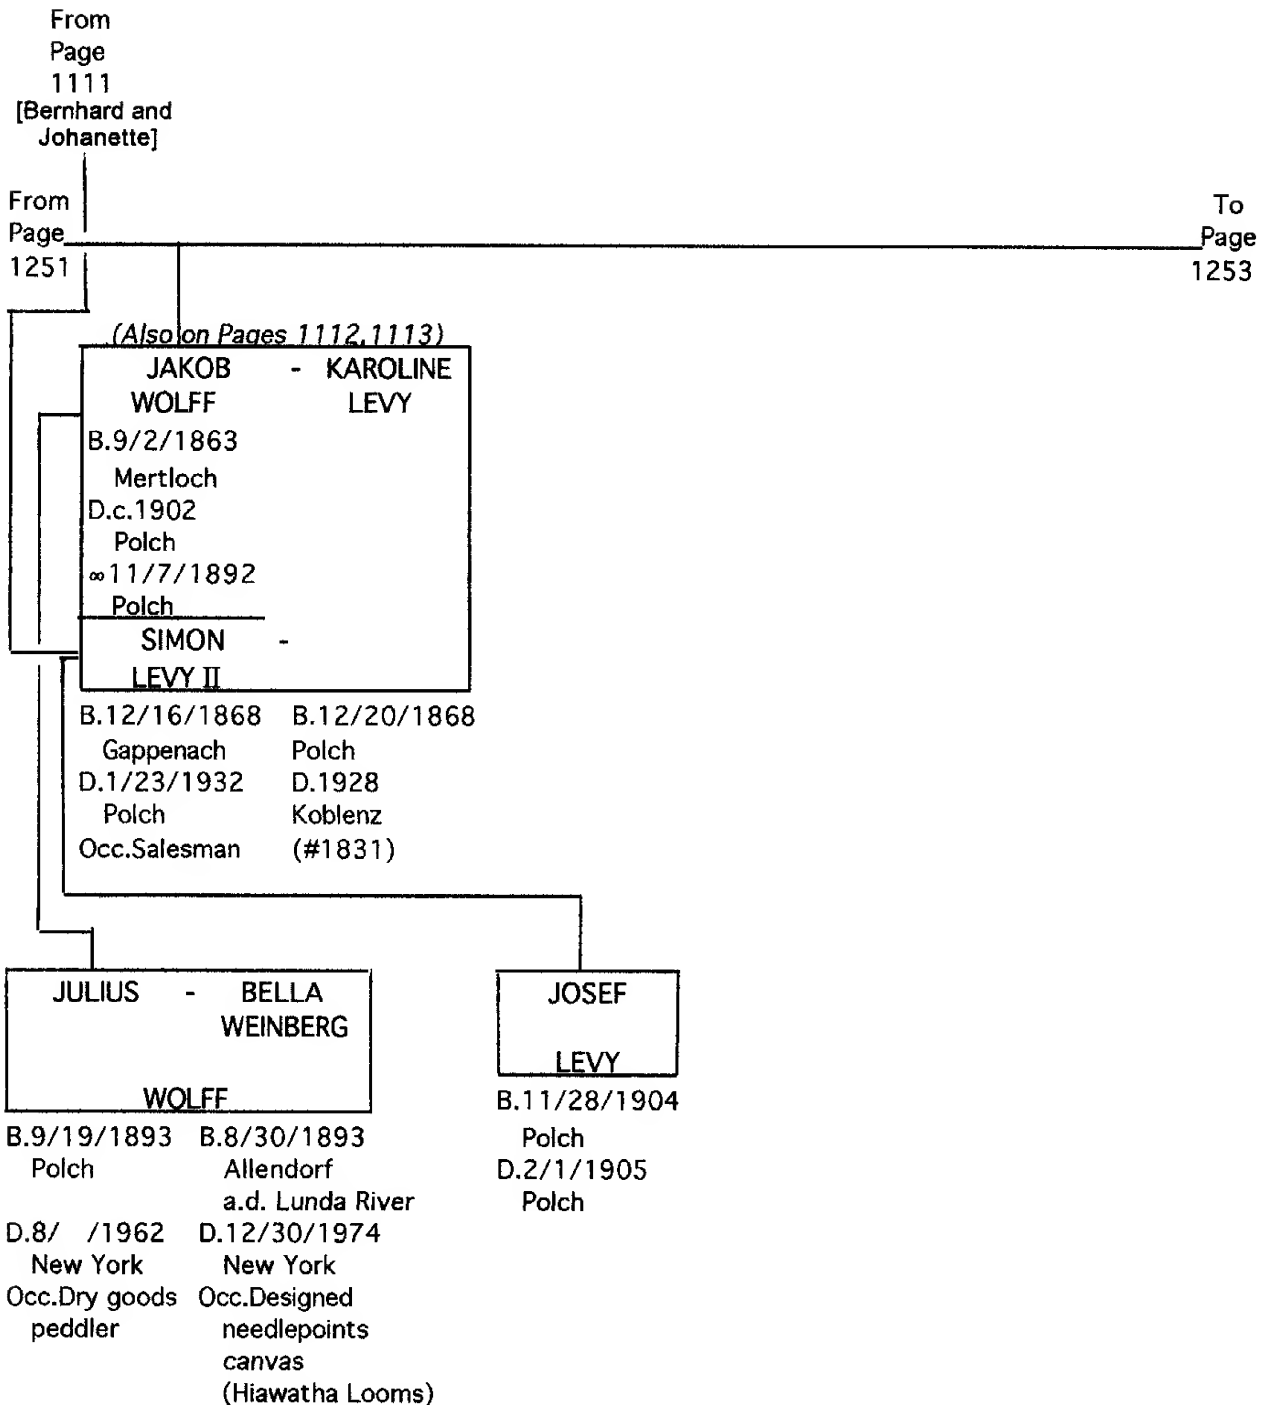 From
Page
1111
[Bernhard and
Johanette]
From
Page
1251
To
Page
1253
(Also on Pages 1112,1113)
JAKOB - KAROLINE
WOLFF LEVY
B.9/2/1863
Mertloch
D.c.1902
Polch
∞11/7/1892
Polch
SIMON -
LEVY II
B.12/16/1868 B.12/20/1868
Gappenach Polch
D.1/23/1932 D.1928
Polch Koblenz
Occ.Salesman (#1831)
JULIUS - BELLA
WEINBERG
WOLFF
B.9/19/1893 B.8/30/1893
Polch Allendorf
a.d. Lunda River
D.8/ /1962 D.12/30/1974
New York New York
Occ.Dry goods Occ.Designed
peddler needlepoints
canvas
(Hiawatha Looms)
JOSEF
LEVY
B.11/28/1904
Polch
D.2/1/1905
Polch